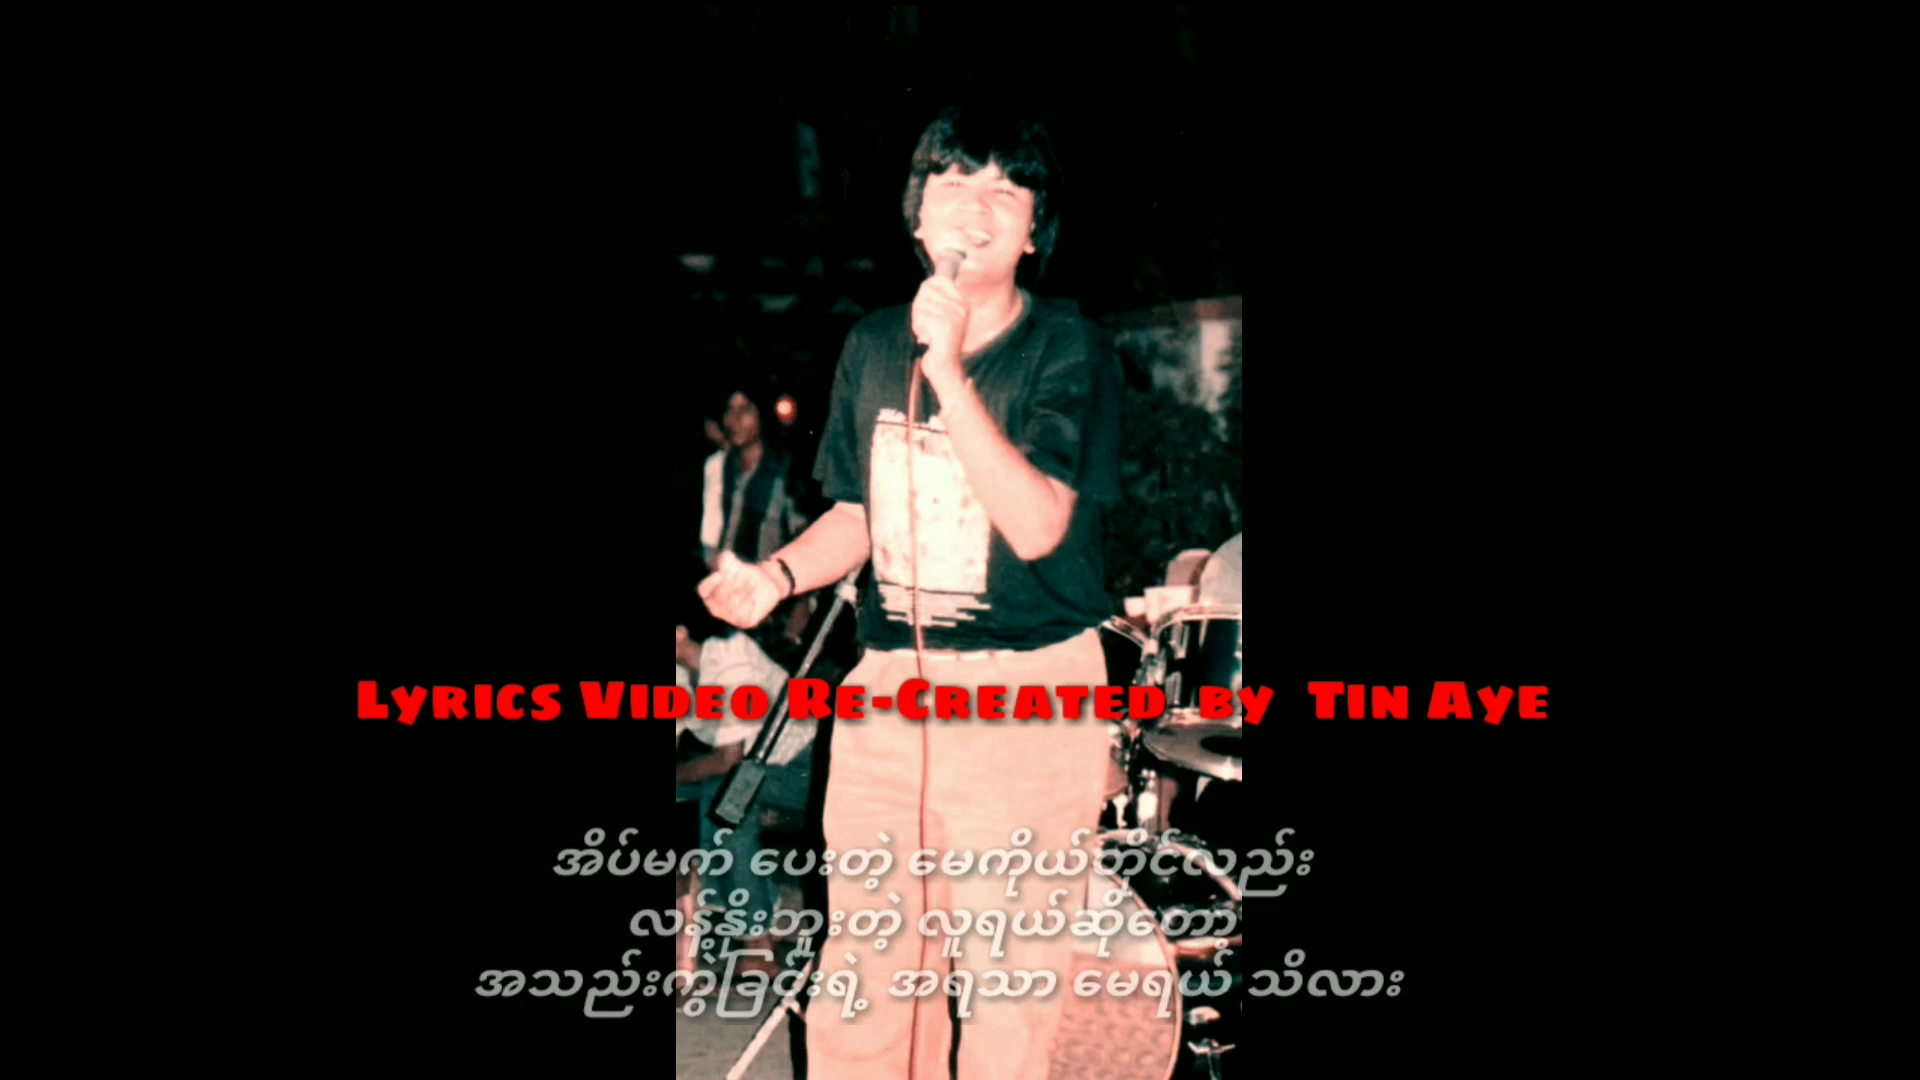 Lyrics Video Re-Created by Tin Aye
အိပ်မက် ပေးတဲ့ မေကိုယ်တိုင်လည်း
လန့်နိုးဘူးတဲ့ လူရယ်ဆိုတော့
အသည်းကွဲခြင်းရဲ့ အရသာ မေရယ် သိလား